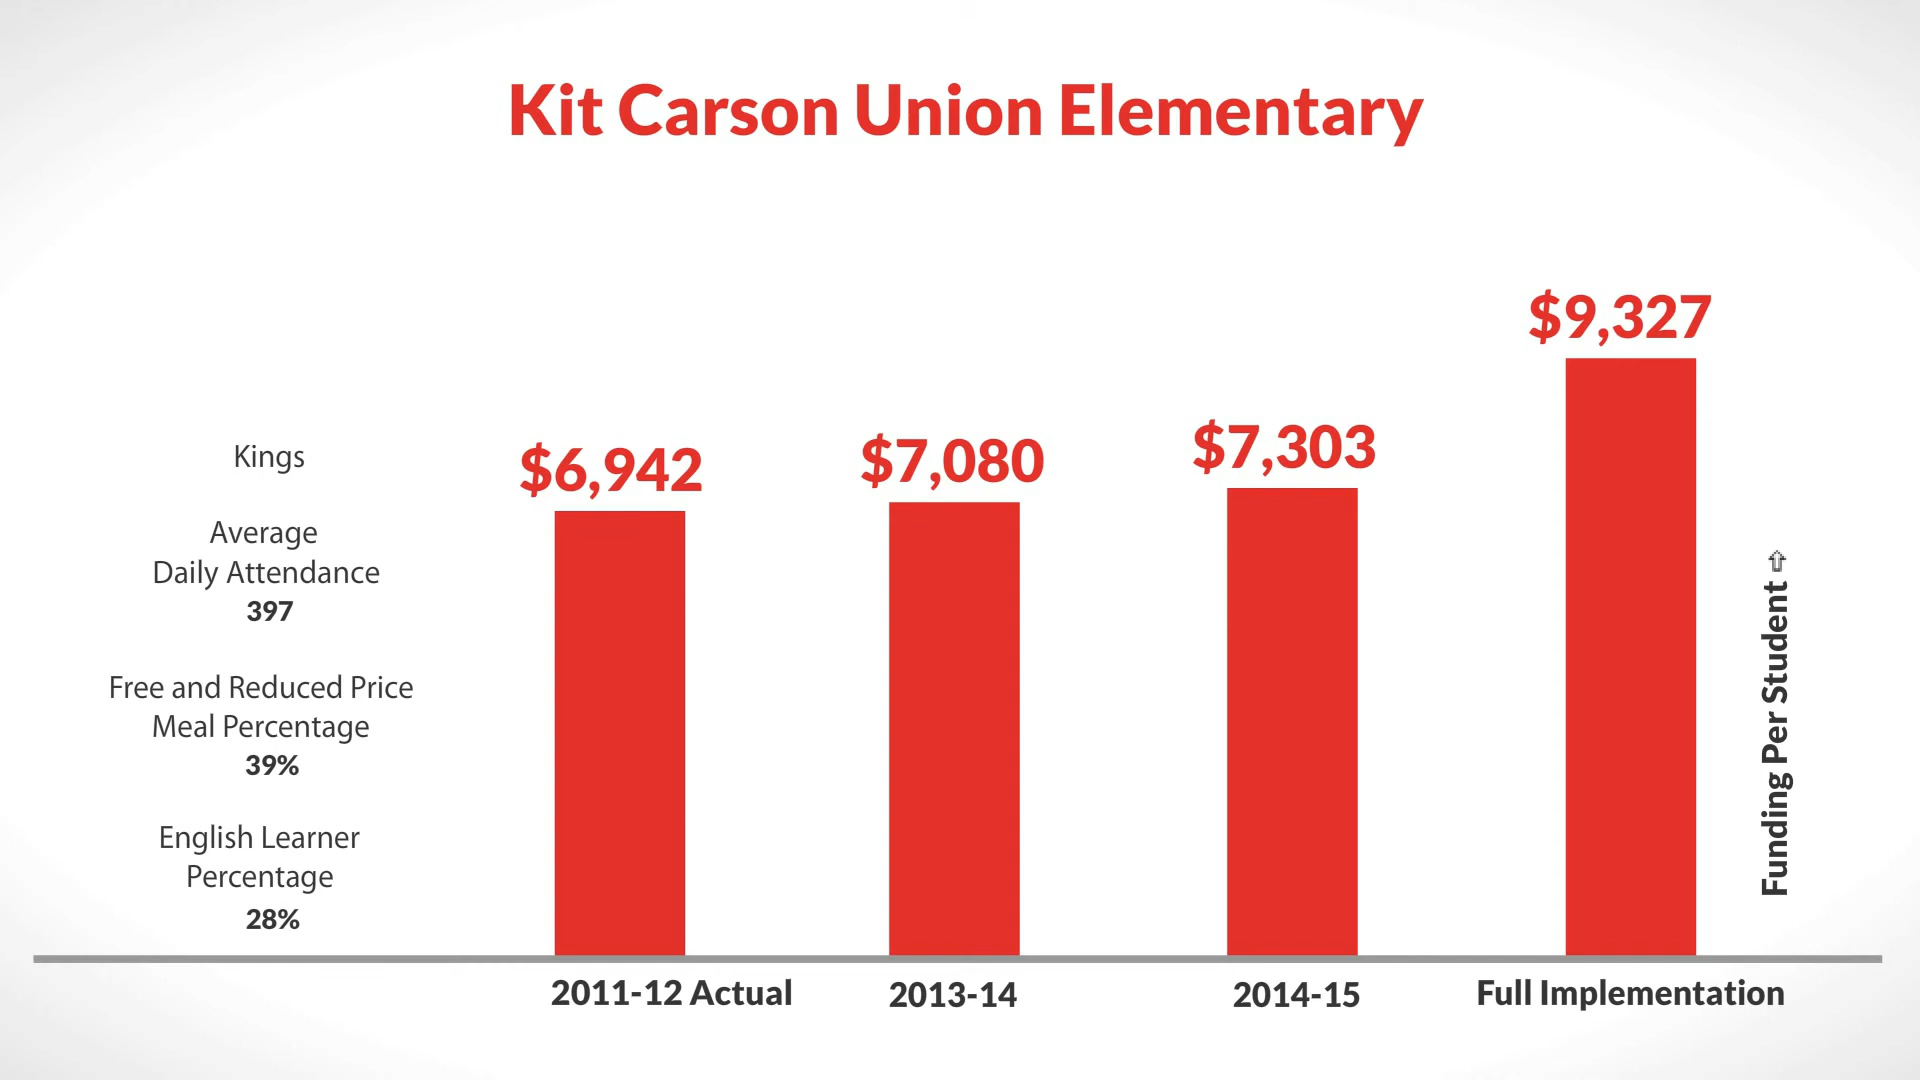 Kit Carson Union Elementary
Kings
Average
Daily Attendance
397
Free and Reduced Price
Meal Percentage
39%
English Learner
Percentage
28%
$6,942
$7,080
$7,303
$9,327
2011-12 Actual
2013-14
2014-15
Full Implementation
Funding Per Student ⇧